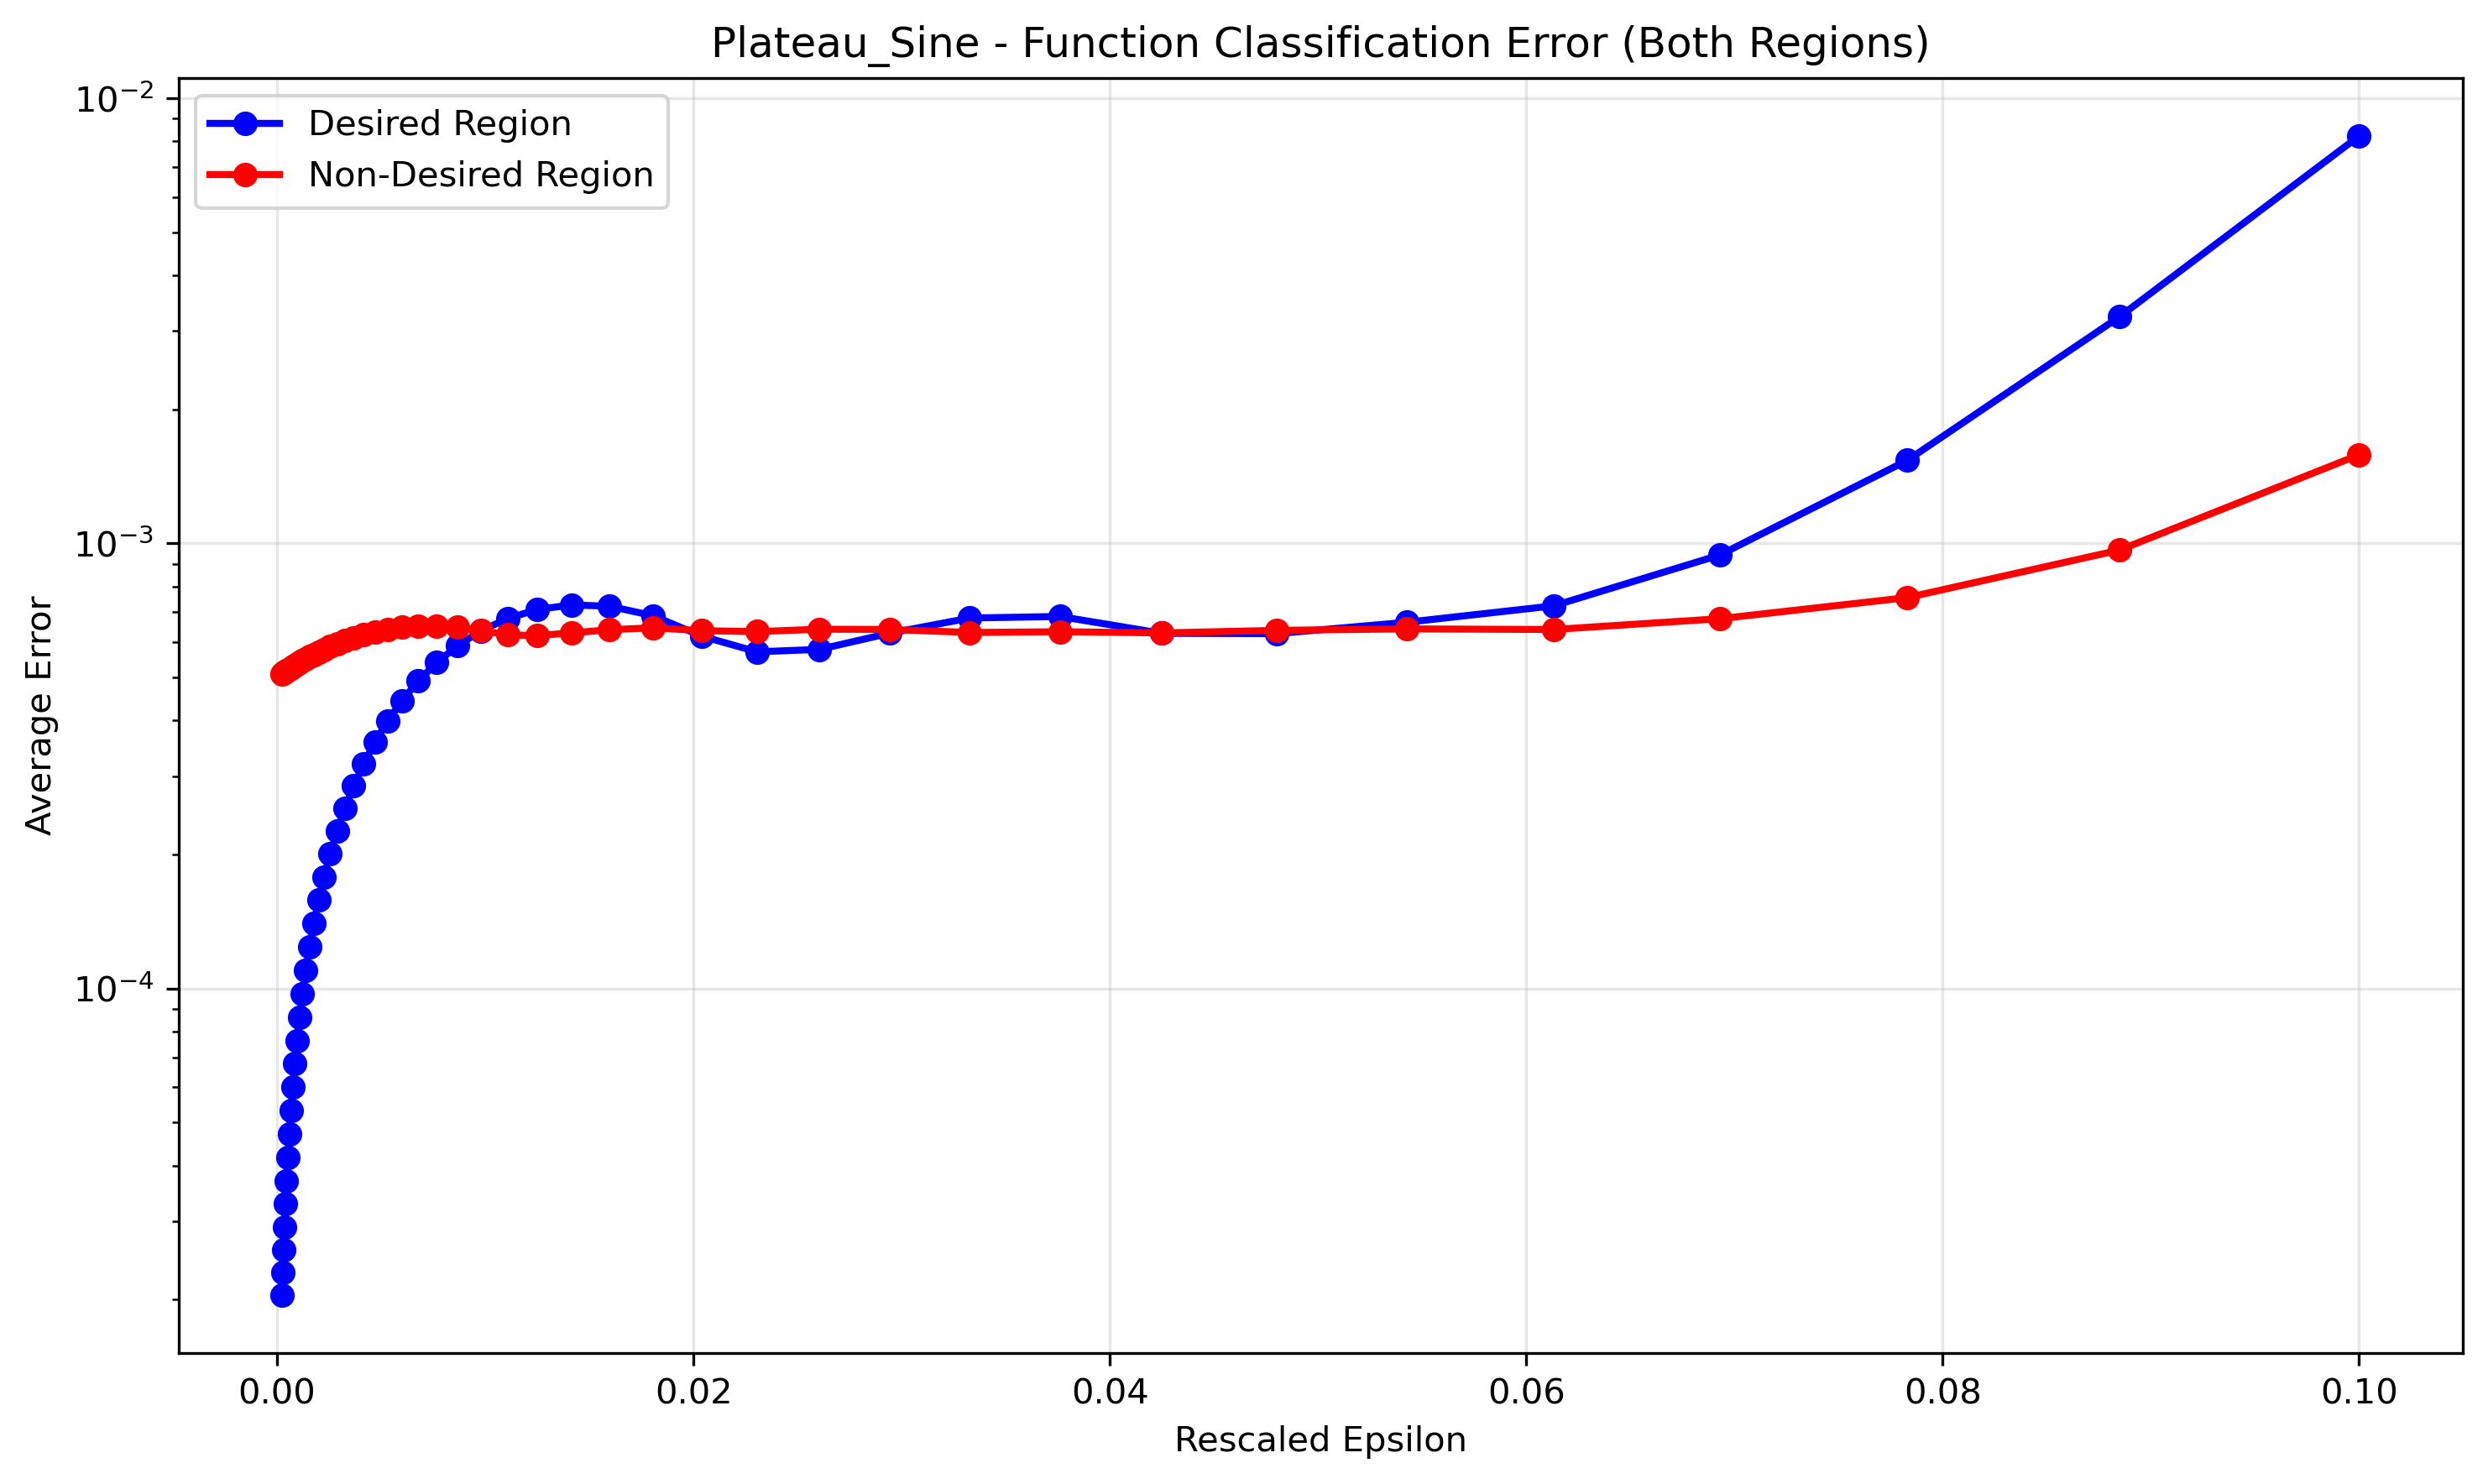 Plateau_Sine - Function Classification Error (Both Regions)
Desired Region
Non-Desired Region
Average Error
10⁻²
10⁻³
10⁻⁴
0.00 0.02 0.04 0.06 0.08 0.10
Rescaled Epsilon